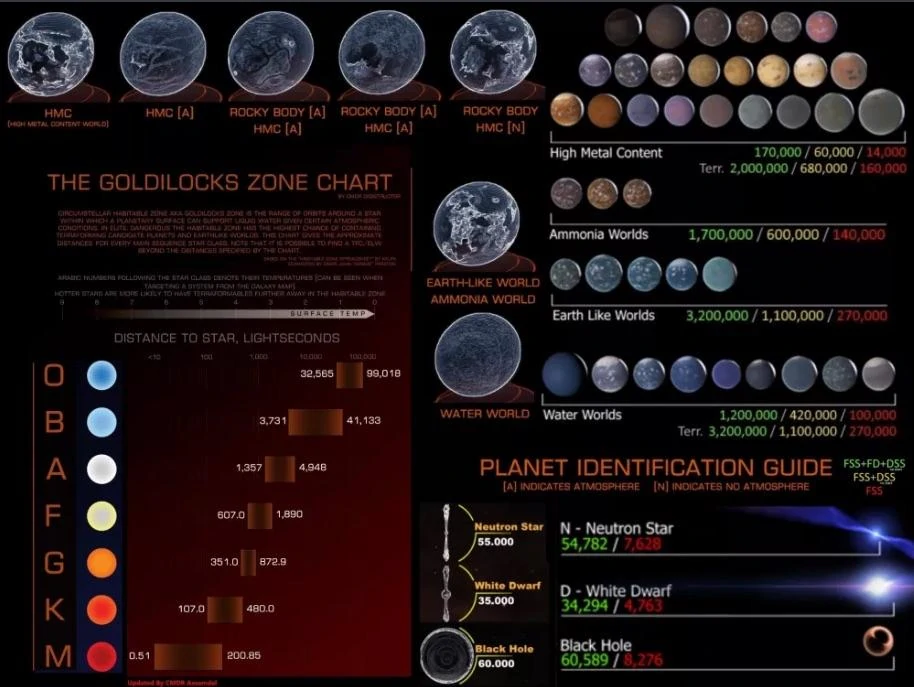 HMC
(HIGH METAL CONTENT WORLD)
HMC [A]
ROCKY BODY [A]
HMC [A]
ROCKY BODY [A]
HMC [A]
ROCKY BODY
HMC [N]
High Metal Content
170,000 / 60,000 / 14,000
Terr. 2,000,000 / 680,000 / 160,000
Ammonia Worlds
1,700,000 / 600,000 / 140,000
EARTH-LIKE WORLD
AMMONIA WORLD
Earth Like Worlds
3,200,000 / 1,100,000 / 270,000
WATER WORLD
Water Worlds
1,200,000 / 420,000 / 100,000
Terr. 3,200,000 / 1,100,000 / 270,000
THE GOLDILOCKS ZONE CHART
CIRCUMSTELLAR HABITABLE ZONE AKA GOLDILOCKS ZONE IS THE RANGE OF ORBITS AROUND A STAR
WITHIN WHICH A PLANETARY SURFACE CAN SUPPORT LIQUID WATER GIVEN CERTAIN ATMOSPHERIC
CONDITIONS. IN ELITE: DANGEROUS THE HABITABLE ZONE HAS THE HIGHEST CHANCE OF CONTAINING
TERRAFORMING CANDIDATE PLANETS AND EARTHLIKE WORLDS. THIS CHART GIVES THE APPROXIMATE
DISTANCES FOR EVERY MAIN SEQUENCE STAR CLASS. NOTE THAT IT IS POSSIBLE TO FIND A TFC/ELW
BEYOND THE DISTANCES SPECIFIED BY THE CHART.
ARABIC NUMBERS FOLLOWING THE STAR CLASS DENOTE THEIR TEMPERATURES (CAN BE SEEN WHEN
TARGETING A SYSTEM FROM THE GALAXY MAP).
HOTTER STARS ARE MORE LIKELY TO HAVE TERRAFORMABLES FURTHER AWAY IN THE HABITABLE ZONE
9 8 7 6 5 4 3 2 1 0
SURFACE TEMP
DISTANCE TO STAR, LIGHTSECONDS
<10 100 1,000 10,000 100,000
O 32,565 99,018
B 3,731 41,133
A 1,357 4,948
F 607.0 1,890
G 351.0 872.9
K 107.0 480.0
M 0.51 200.85
Updated By CMDR
PLANET IDENTIFICATION GUIDE
[A] INDICATES ATMOSPHERE [N] INDICATES NO ATMOSPHERE
FSS+FD+DSS
FSS+DSS
FSS
Neutron Star
55.000
White Dwarf
35.000
Black Hole
60.000
N - Neutron Star
54,782 / 7,628
D - White Dwarf
34,294 / 4,763
Black Hole
60,589 / 8,276